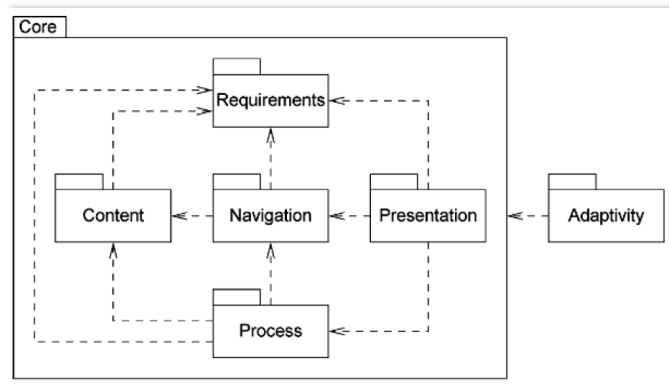 Core
Requirements
Content
Navigation
Presentation
Adaptivity
Process